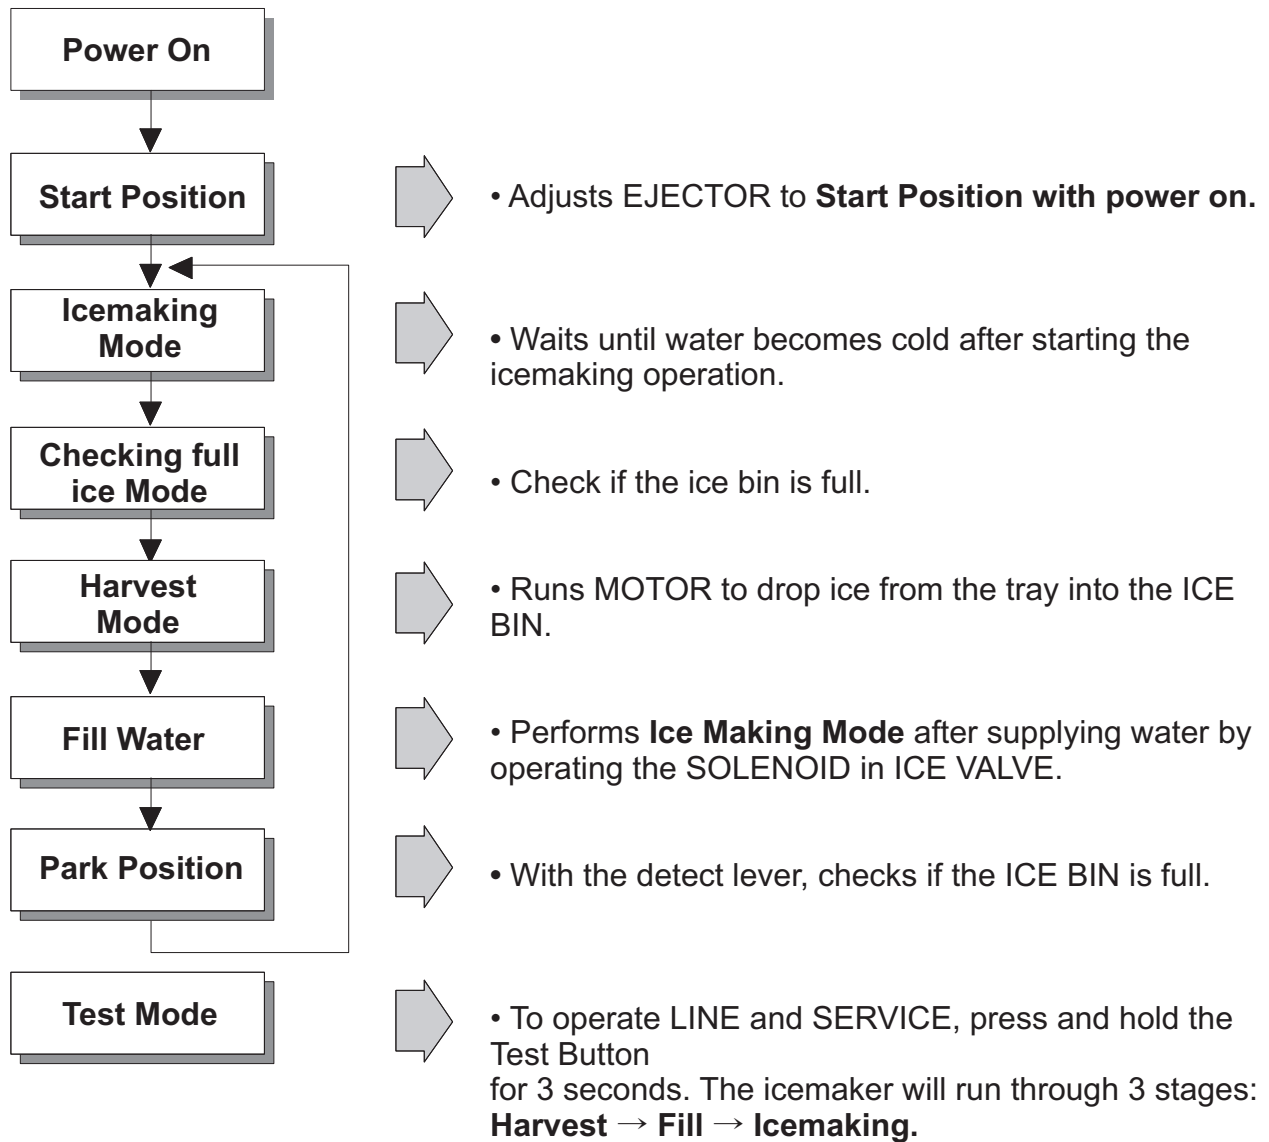 Power On
Start Position
• Adjusts EJECTOR to Start Position with power on.
Icemaking
Mode
• Waits until water becomes cold after starting the
icemaking operation.
Checking full
ice Mode
• Check if the ice bin is full.
Harvest
Mode
• Runs MOTOR to drop ice from the tray into the ICE
BIN.
Fill Water
• Performs Ice Making Mode after supplying water by
operating the SOLENOID in ICE VALVE.
Park Position
• With the detect lever, checks if the ICE BIN is full.
Test Mode
• To operate LINE and SERVICE, press and hold the
Test Button
for 3 seconds. The icemaker will run through 3 stages:
Harvest → Fill → Icemaking.